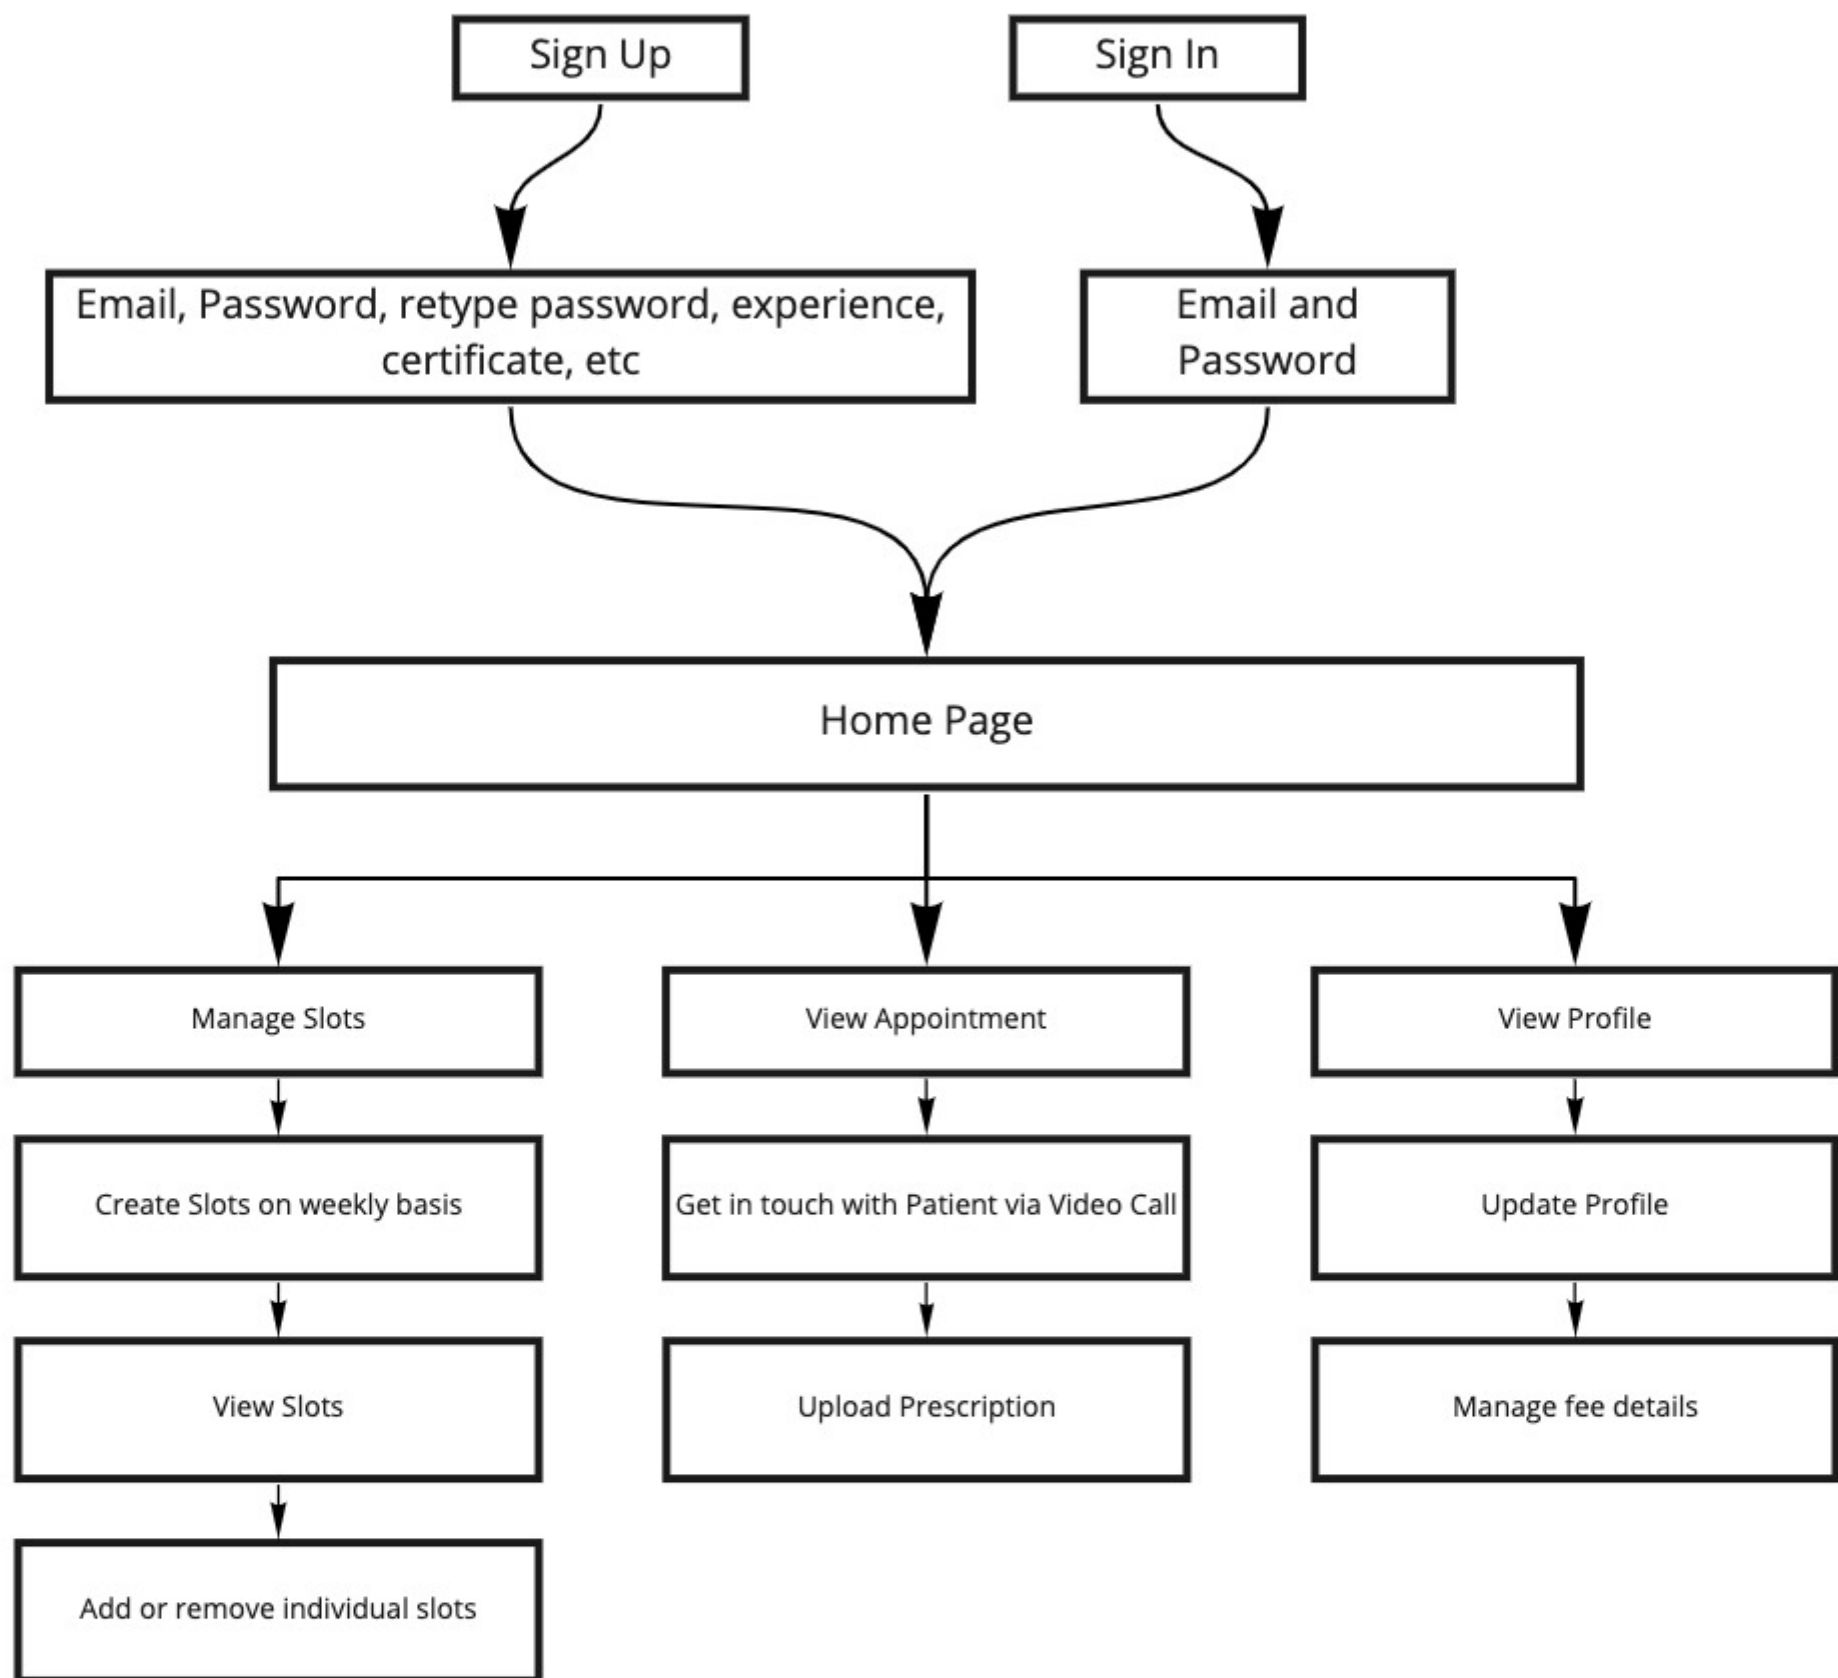 Sign Up
Sign In
Email, Password, retype password, experience,
certificate, etc
Email and
Password
Home Page
Manage Slots
View Appointment
View Profile
Create Slots on weekly basis
Get in touch with Patient via Video Call
Update Profile
View Slots
Upload Prescription
Manage fee details
Add or remove individual slots